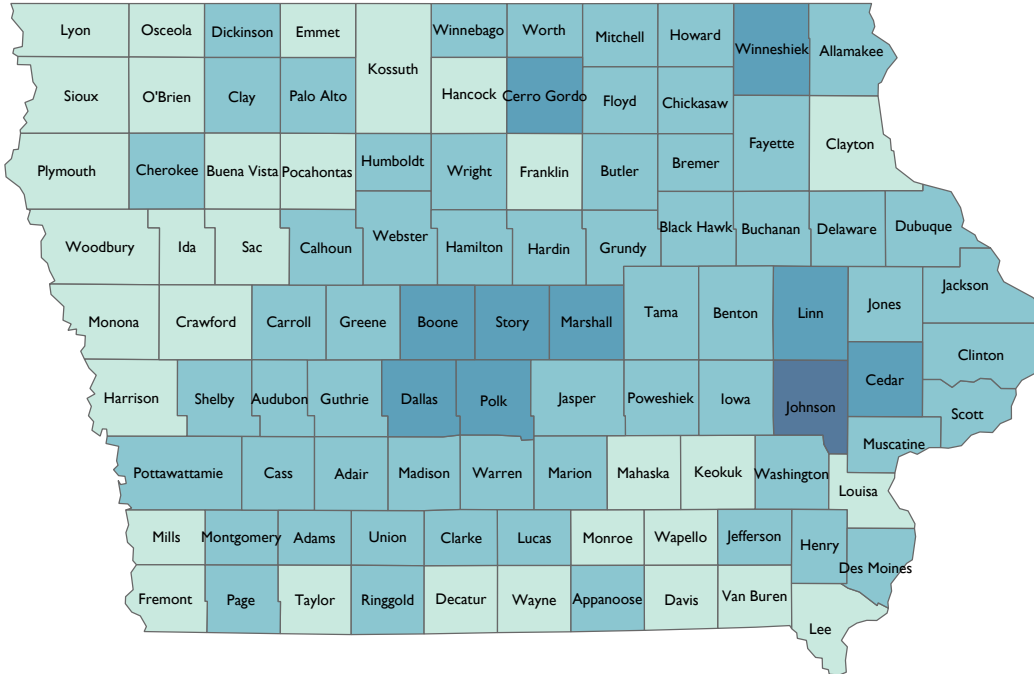 Lyon
Osceola
Dickinson
Emmet
Winnebago
Worth
Mitchell
Howard
Winneshiek
Allamakee
Kossuth
Sioux
O'Brien
Clay
Palo Alto
Hancock
Cerro Gordo
Floyd
Chickasaw
Fayette
Clayton
Plymouth
Cherokee
Buena Vista
Pocahontas
Humboldt
Wright
Franklin
Butler
Bremer
Woodbury
Ida
Sac
Calhoun
Webster
Hamilton
Hardin
Grundy
Black Hawk
Buchanan
Delaware
Dubuque
Monona
Crawford
Carroll
Greene
Boone
Story
Marshall
Tama
Benton
Linn
Jones
Jackson
Clinton
Harrison
Shelby
Audubon
Guthrie
Dallas
Polk
Jasper
Poweshiek
Iowa
Johnson
Cedar
Scott
Muscatine
Pottawattamie
Cass
Adair
Madison
Warren
Marion
Mahaska
Keokuk
Washington
Louisa
Mills
Montgomery
Adams
Union
Clarke
Lucas
Monroe
Wapello
Jefferson
Henry
Des Moines
Fremont
Page
Taylor
Ringgold
Decatur
Wayne
Appanoose
Davis
Van Buren
Lee